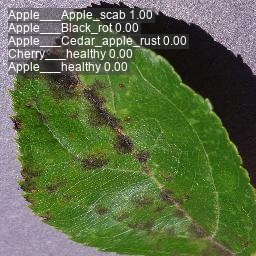 Apple___Apple_scab 1.00
Apple___Black_rot 0.00
Apple___Cedar_apple_rust 0.00
Cherry___healthy 0.00
Apple___healthy 0.00